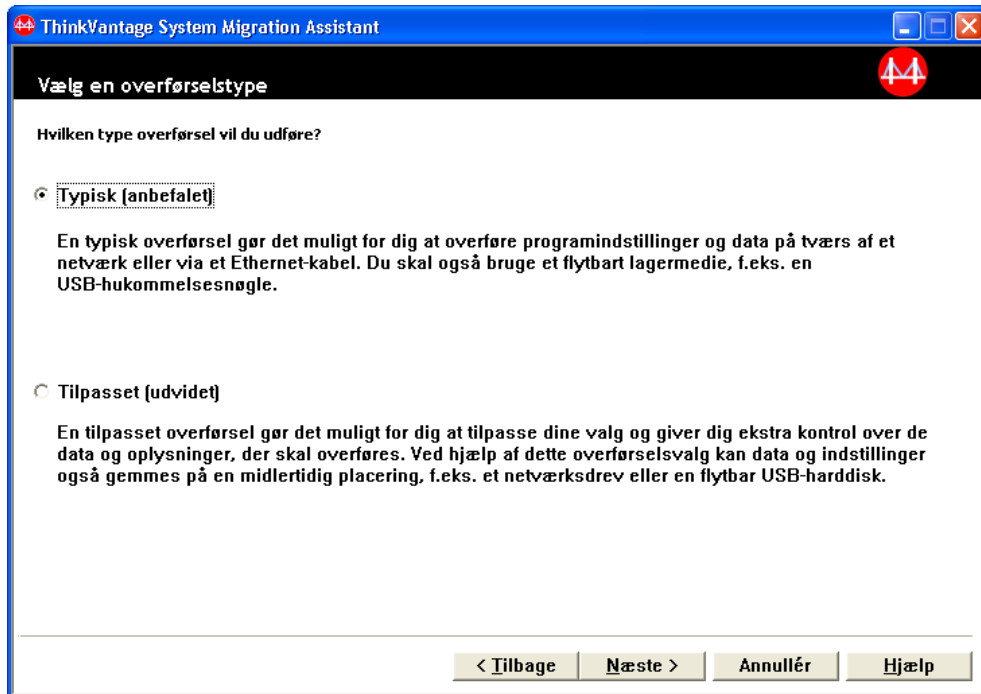 ThinkVantage System Migration Assistant
Vælg en overførselstype
Hvilken type overførsel vil du udføre?
Typisk (anbefalet)
En typisk overførsel gør det muligt for dig at overføre programindstillinger og data på tværs af et
netværk eller via et Ethernet-kabel. Du skal også bruge et flytbart lagermedie, f.eks. en
USB-hukommelsesnøgle.
Tilpasset (udvidet)
En tilpasset overførsel gør det muligt for dig at tilpasse dine valg og giver dig ekstra kontrol over de
data og oplysninger, der skal overføres. Ved hjælp af dette overførselsvalg kan data og indstillinger
også gemmes på en midlertidig placering, f.eks. et netværksdrev eller en flytbar USB-harddisk.
< Tilbage Næste > Annullér Hjælp